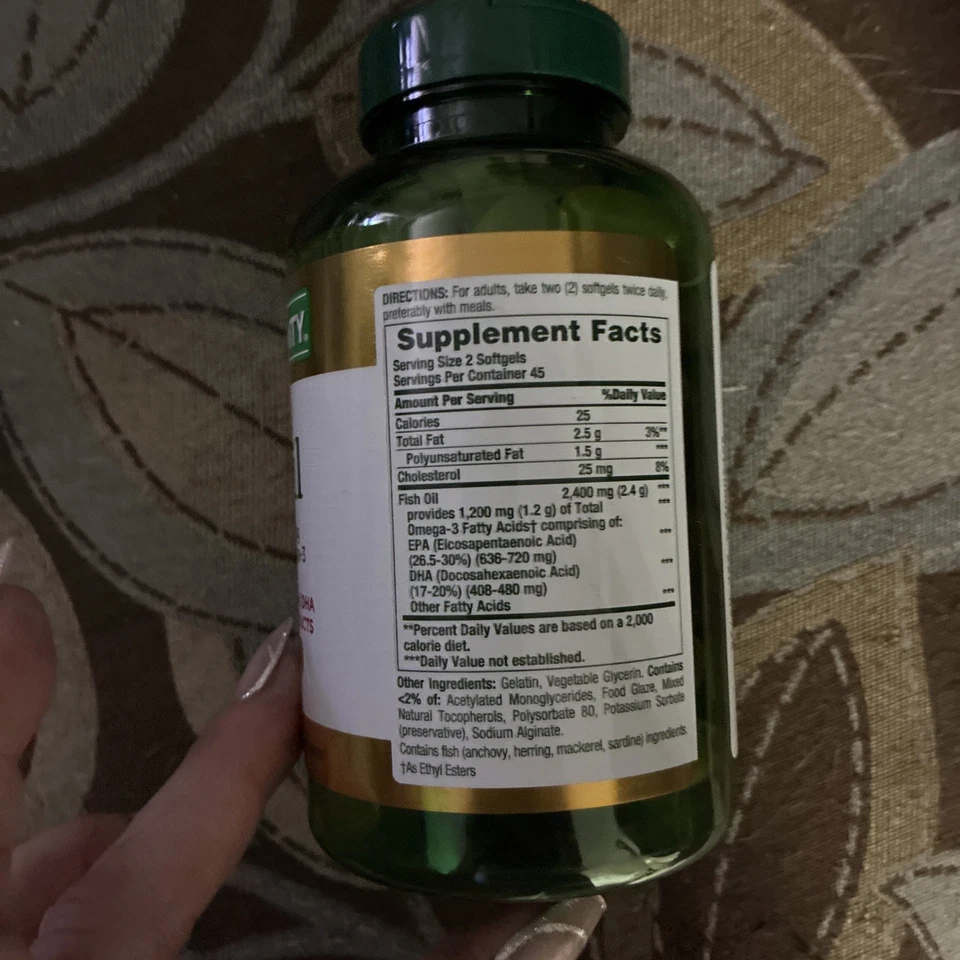 ITY.
l
-3
DHA
CTS
DIRECTIONS: For adults, take two (2) softgels twice daily,
preferably with meals.
Supplement Facts
Serving Size 2 Softgels
Servings Per Container 45
Amount Per Serving %Daily Value
Calories 25
Total Fat 2.5 g 3%**
Polyunsaturated Fat 1.5 g ***
Cholesterol 25 mg 8%
Fish Oil 2,400 mg (2.4 g) ***
provides 1,200 mg (1.2 g) of Total ***
Omega-3 Fatty Acids† comprising of:
EPA (Eicosapentaenoic Acid) ***
(26.5-30%) (636-720 mg)
DHA (Docosahexaenoic Acid) ***
(17-20%) (408-480 mg)
Other Fatty Acids ***
**Percent Daily Values are based on a 2,000
calorie diet.
***Daily Value not established.
Other Ingredients: Gelatin, Vegetable Glycerin. Contains
<2% of: Acetylated Monoglycerides, Food Glaze, Mixed
Natural Tocopherols, Polysorbate 80, Potassium Sorbate
(preservative), Sodium Alginate.
Contains fish (anchovy, herring, mackerel, sardine) ingredients.
†As Ethyl Esters